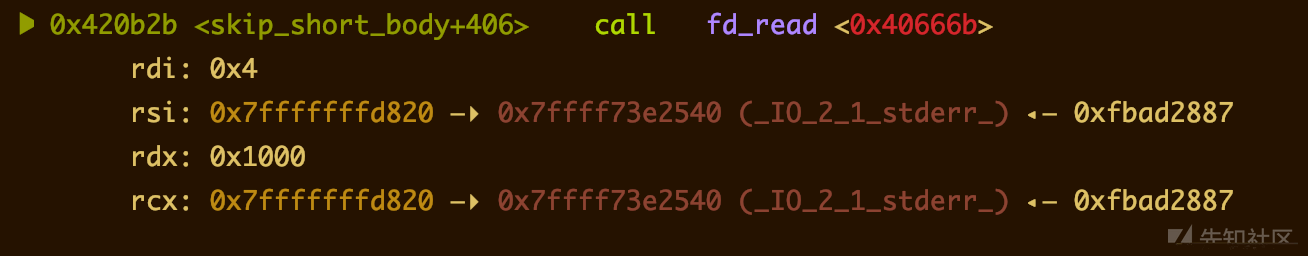 ► 0x420b2b <skip_short_body+406>    call   fd_read <0x40666b>
rdi: 0x4
rsi: 0x7fffffffd820 —▸ 0x7ffff73e2540 (_IO_2_1_stderr_) ◂— 0xfbad2887
rdx: 0x1000
rcx: 0x7fffffffd820 —▸ 0x7ffff73e2540 (_IO_2_1_stderr_) ◂— 0xfbad2887
先知社区